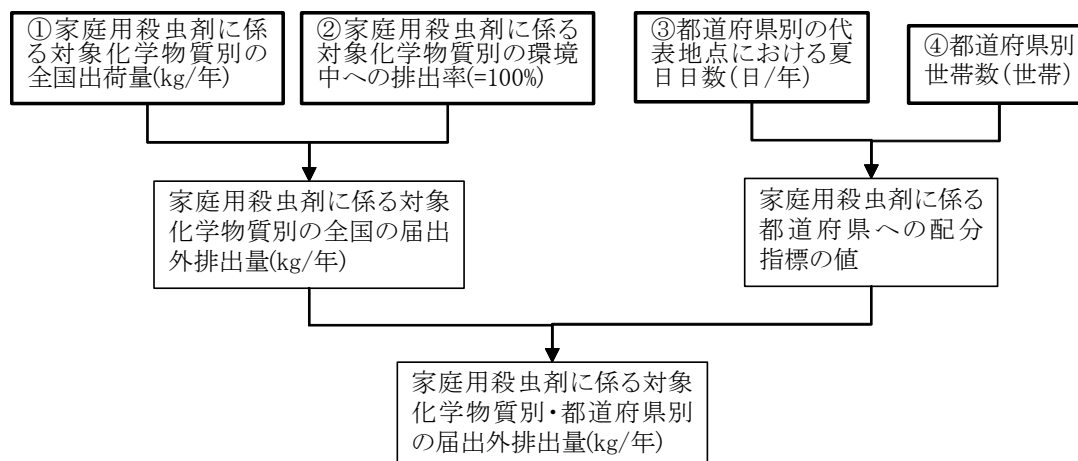 ①家庭用殺虫剤に係
る対象化学物質別の
全国出荷量(kg/年)
②家庭用殺虫剤に係る
対象化学物質別の環境
中への排出率(=100%)
③都道府県別の代
表地点における夏
日日数(日/年)
④都道府県別
世帯数(世帯)
家庭用殺虫剤に係る対象
化学物質別の全国の届出
外排出量(kg/年)
家庭用殺虫剤に係る
都道府県への配分
指標の値
家庭用殺虫剤に係る対象
化学物質別・都道府県別
の届出外排出量(kg/年)